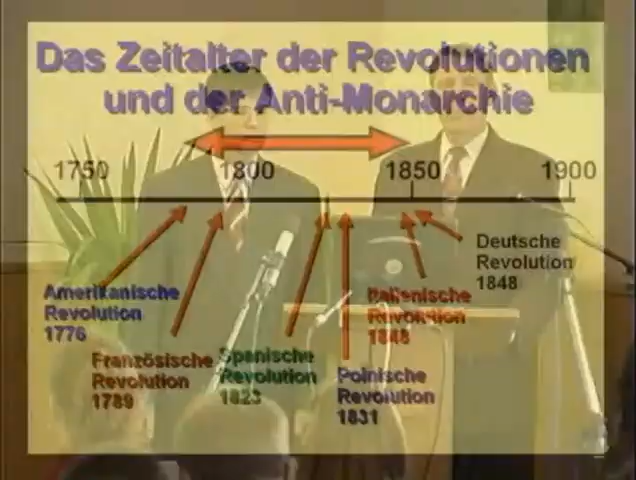 Das Zeitalter der Revolutionen
und der Anti-Monarchie
1750 1800 1850 1900
Deutsche
Revolution
1848
Amerikanische
Revolution
1776
Italienische
Revolution
1848
Französische
Revolution
1789
Spanische
Revolution
1823
Polnische
Revolution
1831